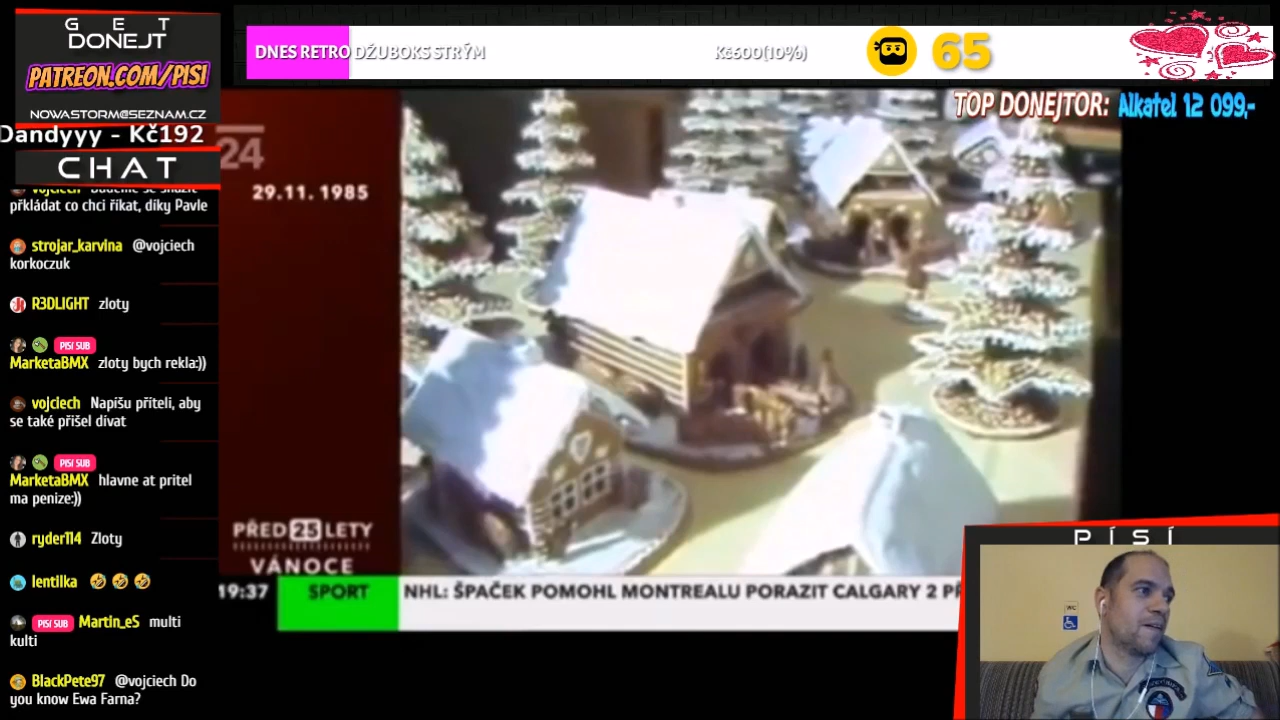 GET
DONEJT
PATREON.COM/PISI
NOWASTORM@SEZNAM.CZ
Dandyyy - Kč192
CHAT
DNES RETRO DŽUBOKS STRÝM
Kč600(10%)
65
TOP DONEJTOR: Alkatel 12 099,-
přkládat co chci říkat, díky Pavle
strojar_karvina @vojciech
korkoczuk
R3DLIGHT zloty
PISI SUB
MarketaBMX zloty bych rekla:))
vojciech Napíšu příteli, aby
se také přišel dívat
PISI SUB
MarketaBMX hlavne at pritel
ma penize:))
ryder114 Zloty
lentilka 🤣 🤣 🤣
PISI SUB Martin_eS multi
kulti
BlackPete97 @vojciech Do
you know Ewa Farna?
24
29.11.1985
PŘED 25 LETY
VÁNOCE
19:37
SPORT
NHL: ŠPAČEK POMOHL MONTREALU PORAZIT CALGARY 2 PŘ
PÍSÍ
WC